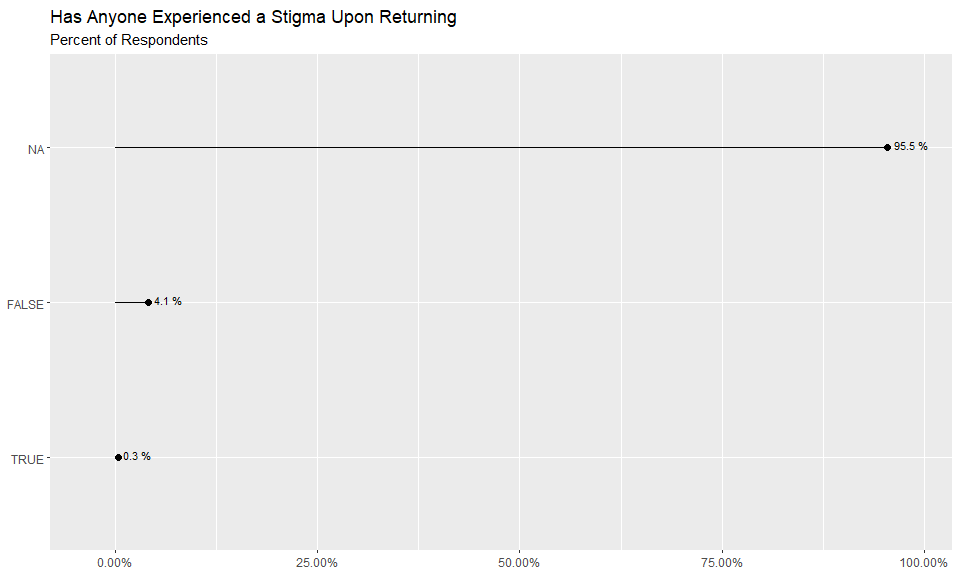 Has Anyone Experienced a Stigma Upon Returning
Percent of Respondents
NA
95.5 %
FALSE
4.1 %
TRUE
0.3 %
0.00%
25.00%
50.00%
75.00%
100.00%